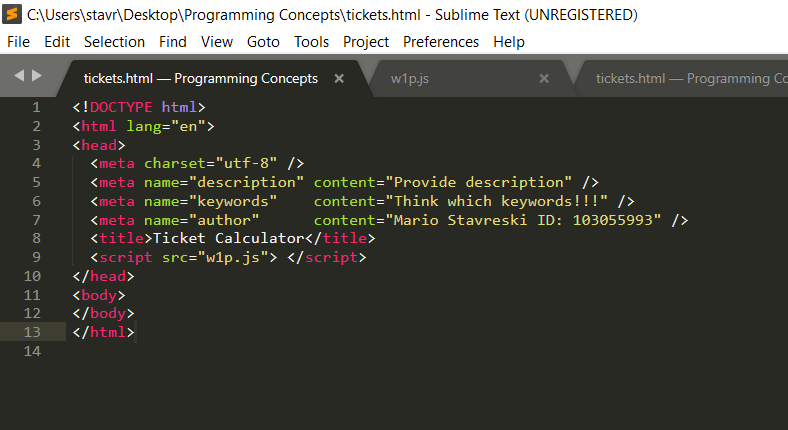 C:\Users\stavr\Desktop\Programming Concepts\tickets.html - Sublime Text (UNREGISTERED)
File Edit Selection Find View Goto Tools Project Preferences Help
tickets.html — Programming Concepts × w1p.js × tickets.html — Programming Co
1 <!DOCTYPE html>
2 <html lang="en">
3 <head>
4 <meta charset="utf-8" />
5 <meta name="description" content="Provide description" />
6 <meta name="keywords" content="Think which keywords!!!" />
7 <meta name="author" content="Mario Stavreski ID: 103055993" />
8 <title>Ticket Calculator</title>
9 <script src="w1p.js"> </script>
10 </head>
11 <body>
12 </body>
13 </html>
14